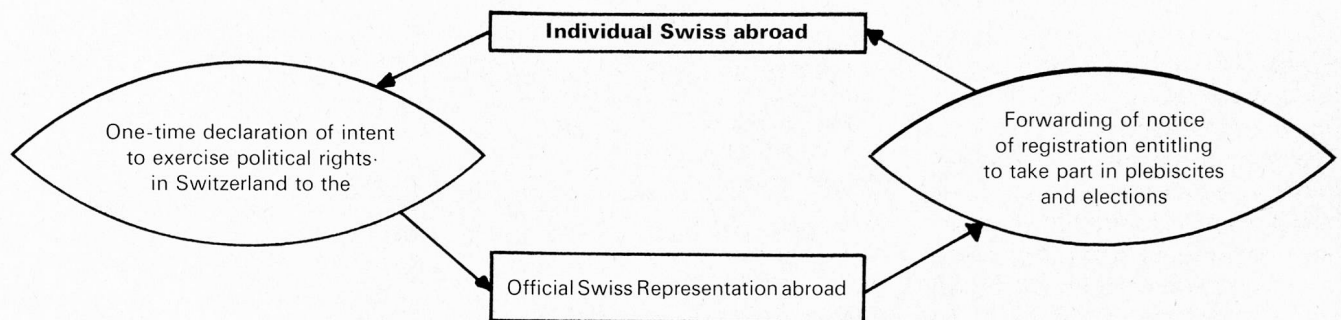 Individual Swiss abroad
One-time declaration of intent
to exercise political rights·
in Switzerland to the
Forwarding of notice
of registration entitling
to take part in plebiscites
and elections
Official Swiss Representation abroad